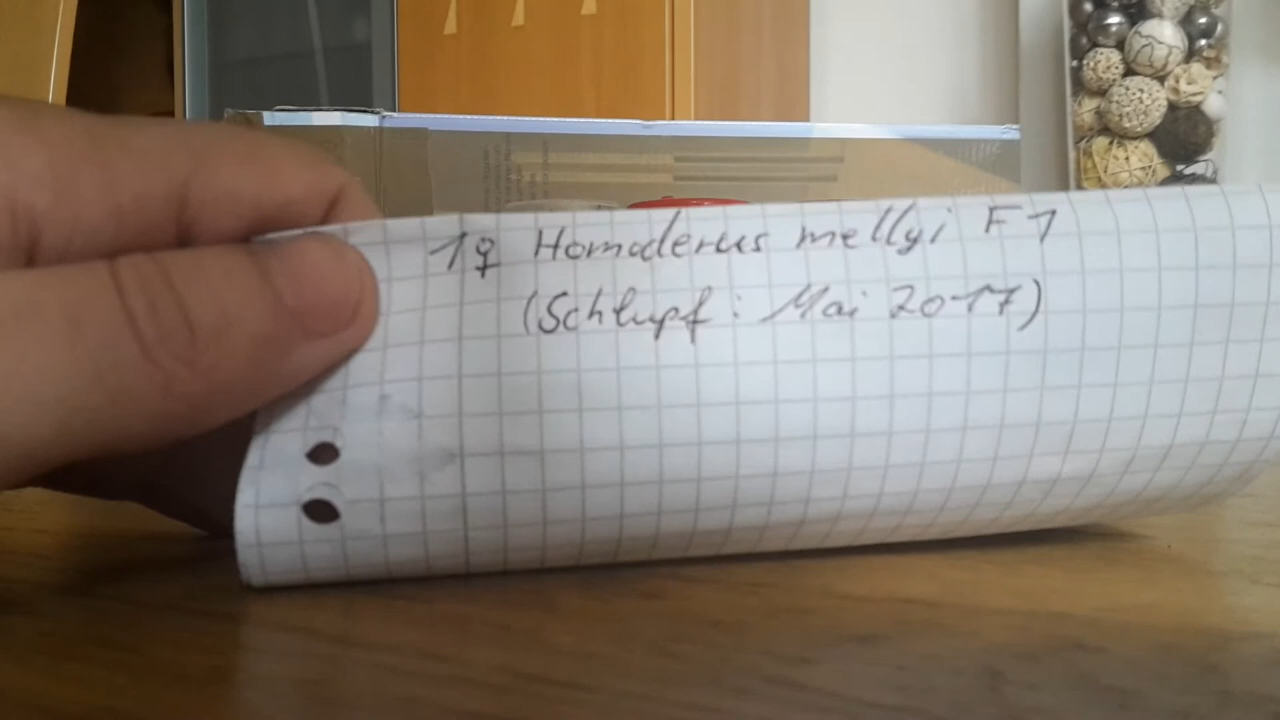 1♀ Homoderus mellyi F1
(Schlupf: Mai 2017)